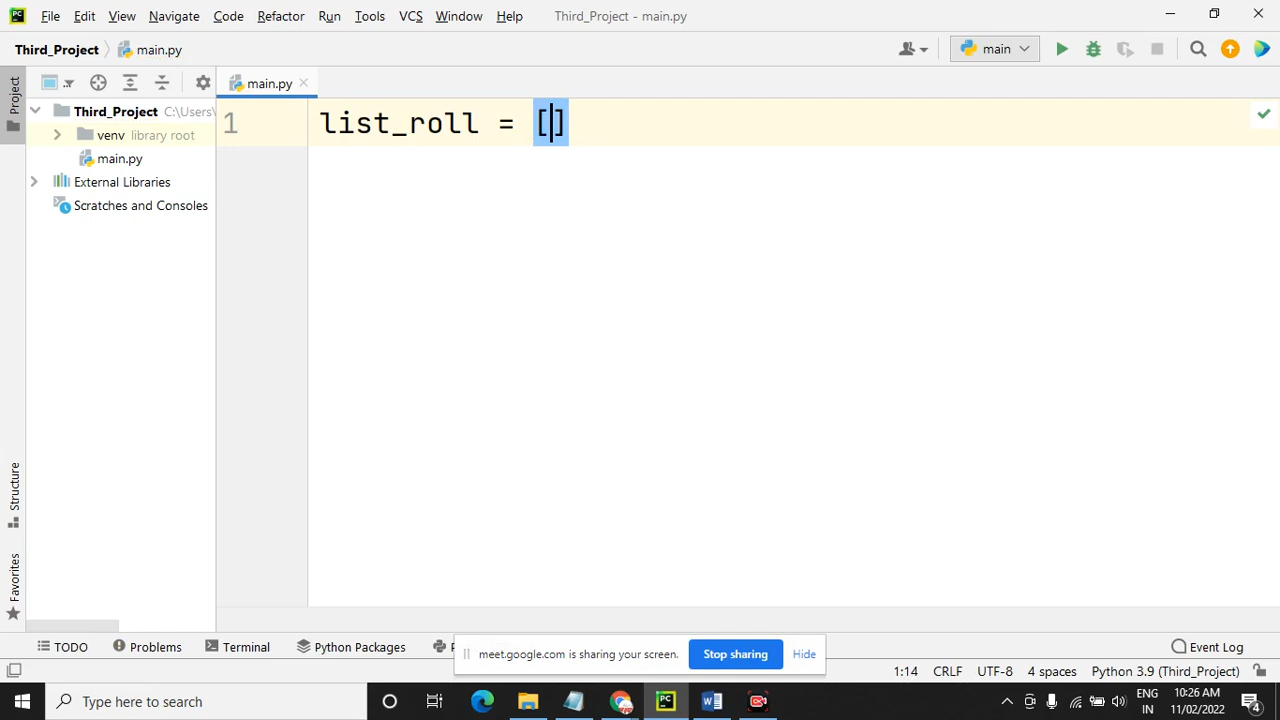 File Edit View Navigate Code Refactor Run Tools VCS Window Help Third_Project - main.py
Third_Project main.py main
Project main.py
Third_Project C:\Users\
venv library root
main.py
External Libraries
Scratches and Consoles
1 list_roll = []
Structure
Favorites
TODO Problems Terminal Python Packages Event Log
meet.google.com is sharing your screen. Stop sharing Hide
1:14 CRLF UTF-8 4 spaces Python 3.9 (Third_Project)
Type here to search
ENG 10:26 AM
IN 11/02/2022 4